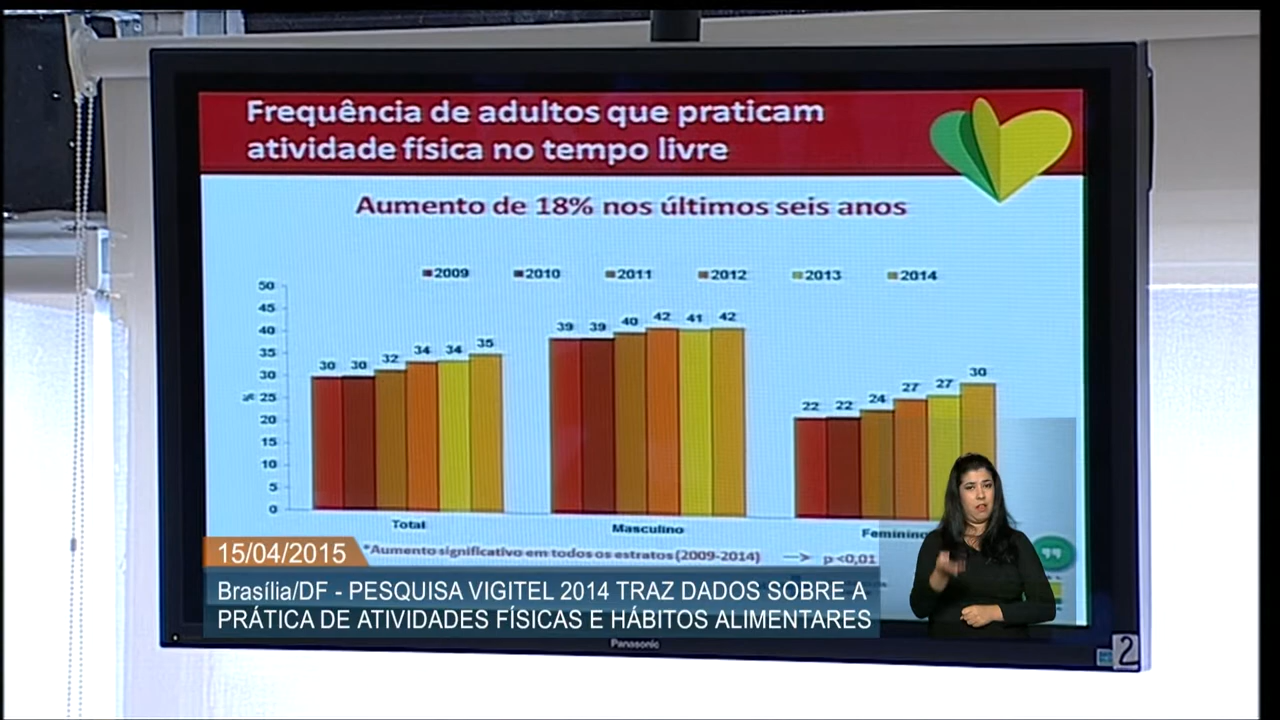 Frequência de adultos que praticam
atividade física no tempo livre
Aumento de 18% nos últimos seis anos
2009 2010 2011 2012 2013 2014
50
45
40
35
30
25
20
15
10
5
0
%
30 30 32 34 34 35
39 39 40 42 41 42
22 22 24 27 27 30
Total Masculino Feminino
*Aumento significativo em todos os estratos (2009-2014) p <0,01
15/04/2015
Brasília/DF - PESQUISA VIGITEL 2014 TRAZ DADOS SOBRE A
PRÁTICA DE ATIVIDADES FÍSICAS E HÁBITOS ALIMENTARES
Panasonic
2